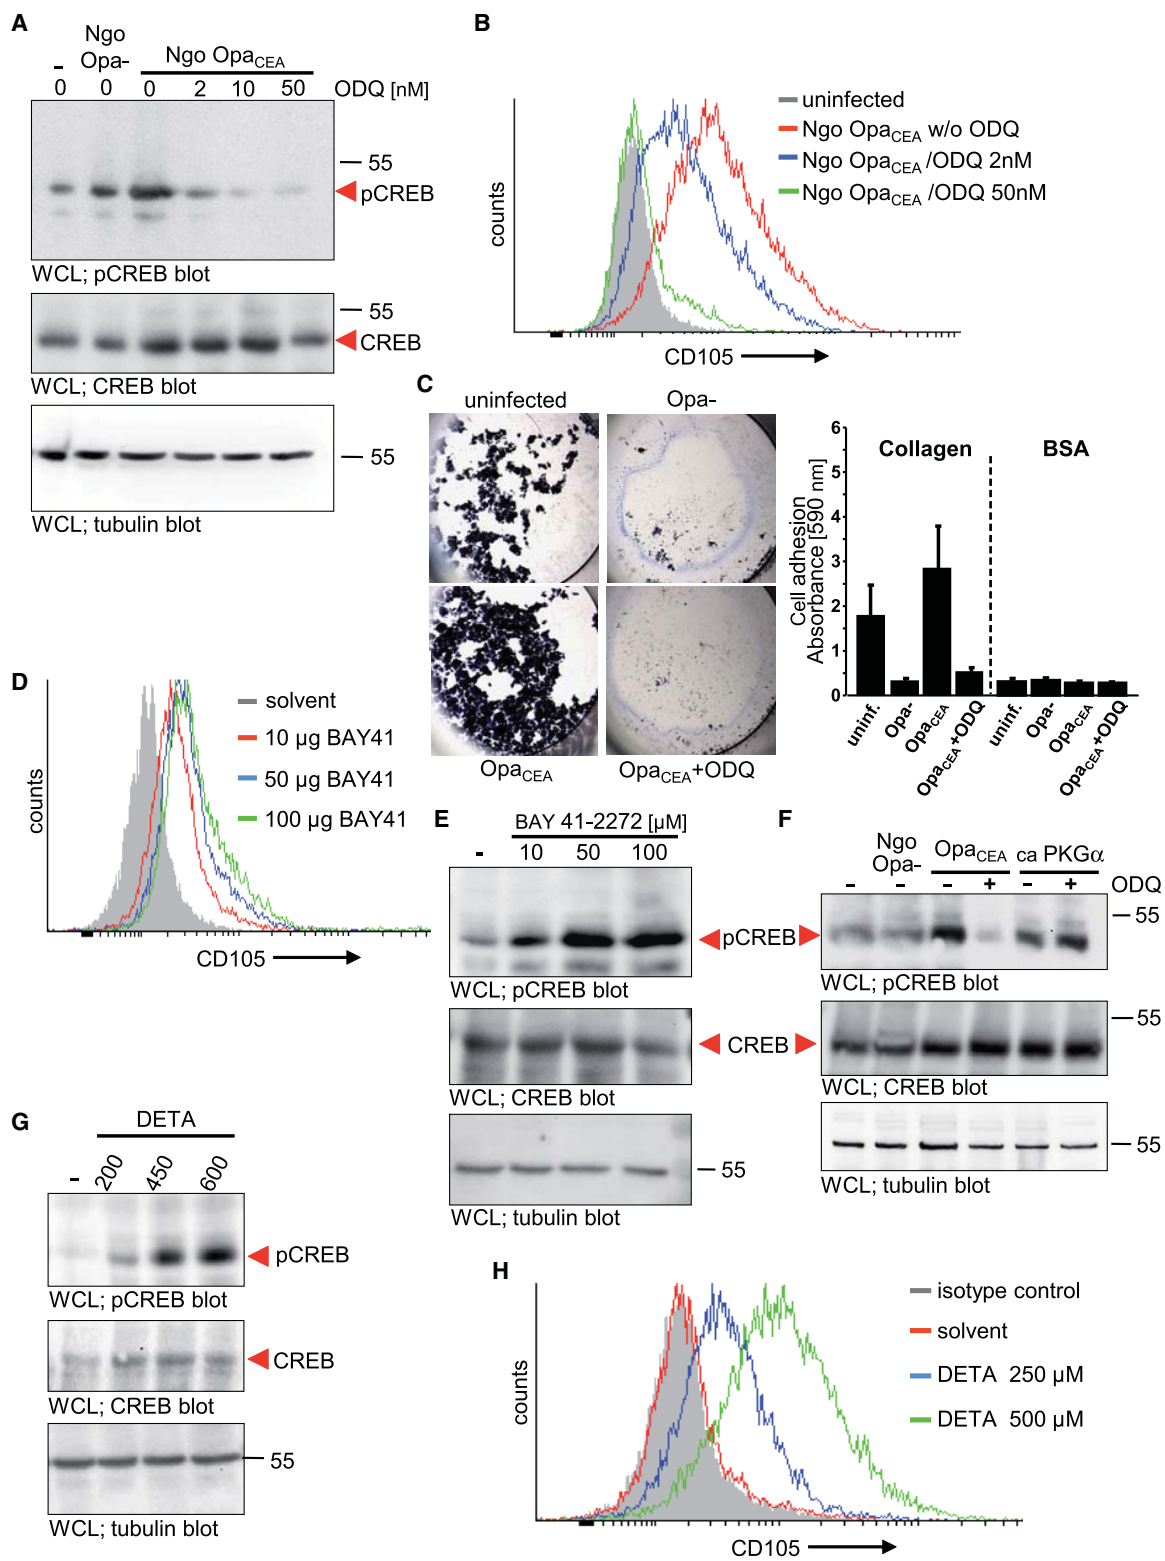 A
- Ngo Opa- Ngo OpaCEA
0 0 0 2 10 50 ODQ [nM]
55
pCREB
WCL; pCREB blot
55
CREB
WCL; CREB blot
55
WCL; tubulin blot
B
uninfected
Ngo OpaCEA w/o ODQ
Ngo OpaCEA /ODQ 2nM
Ngo OpaCEA /ODQ 50nM
counts
CD105
C
uninfected Opa-
OpaCEA OpaCEA+ODQ
Cell adhesion
Absorbance [590 nm]
6
5
4
3
2
1
0
Collagen BSA
uninf. Opa- OpaCEA OpaCEA+ODQ uninf. Opa- OpaCEA OpaCEA+ODQ
D
solvent
10 µg BAY41
50 µg BAY41
100 µg BAY41
counts
CD105
E
BAY 41-2272 [µM]
- 10 50 100
pCREB
WCL; pCREB blot
CREB
WCL; CREB blot
55
WCL; tubulin blot
F
Ngo Opa- OpaCEA ca PKGα
- - - + - + ODQ
55
WCL; pCREB blot
55
WCL; CREB blot
55
WCL; tubulin blot
G
DETA
- 200 450 600
pCREB
WCL; pCREB blot
CREB
WCL; CREB blot
55
WCL; tubulin blot
H
isotype control
solvent
DETA 250 µM
DETA 500 µM
counts
CD105